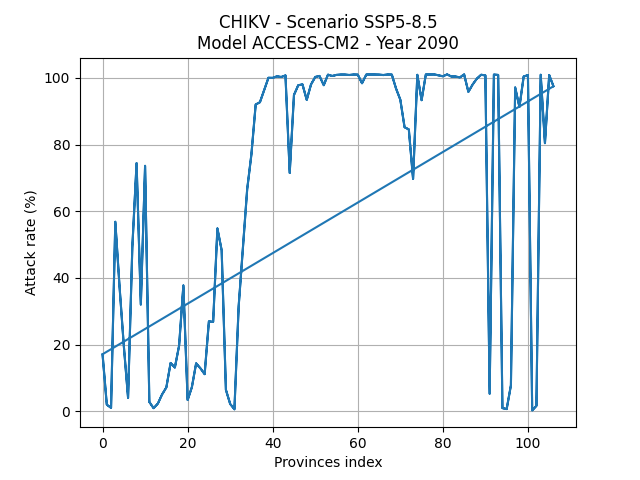 CHIKV - Scenario SSP5-8.5
Model ACCESS-CM2 - Year 2090
100
80
60
40
20
0
Attack rate (%)
0 20 40 60 80 100
Provinces index